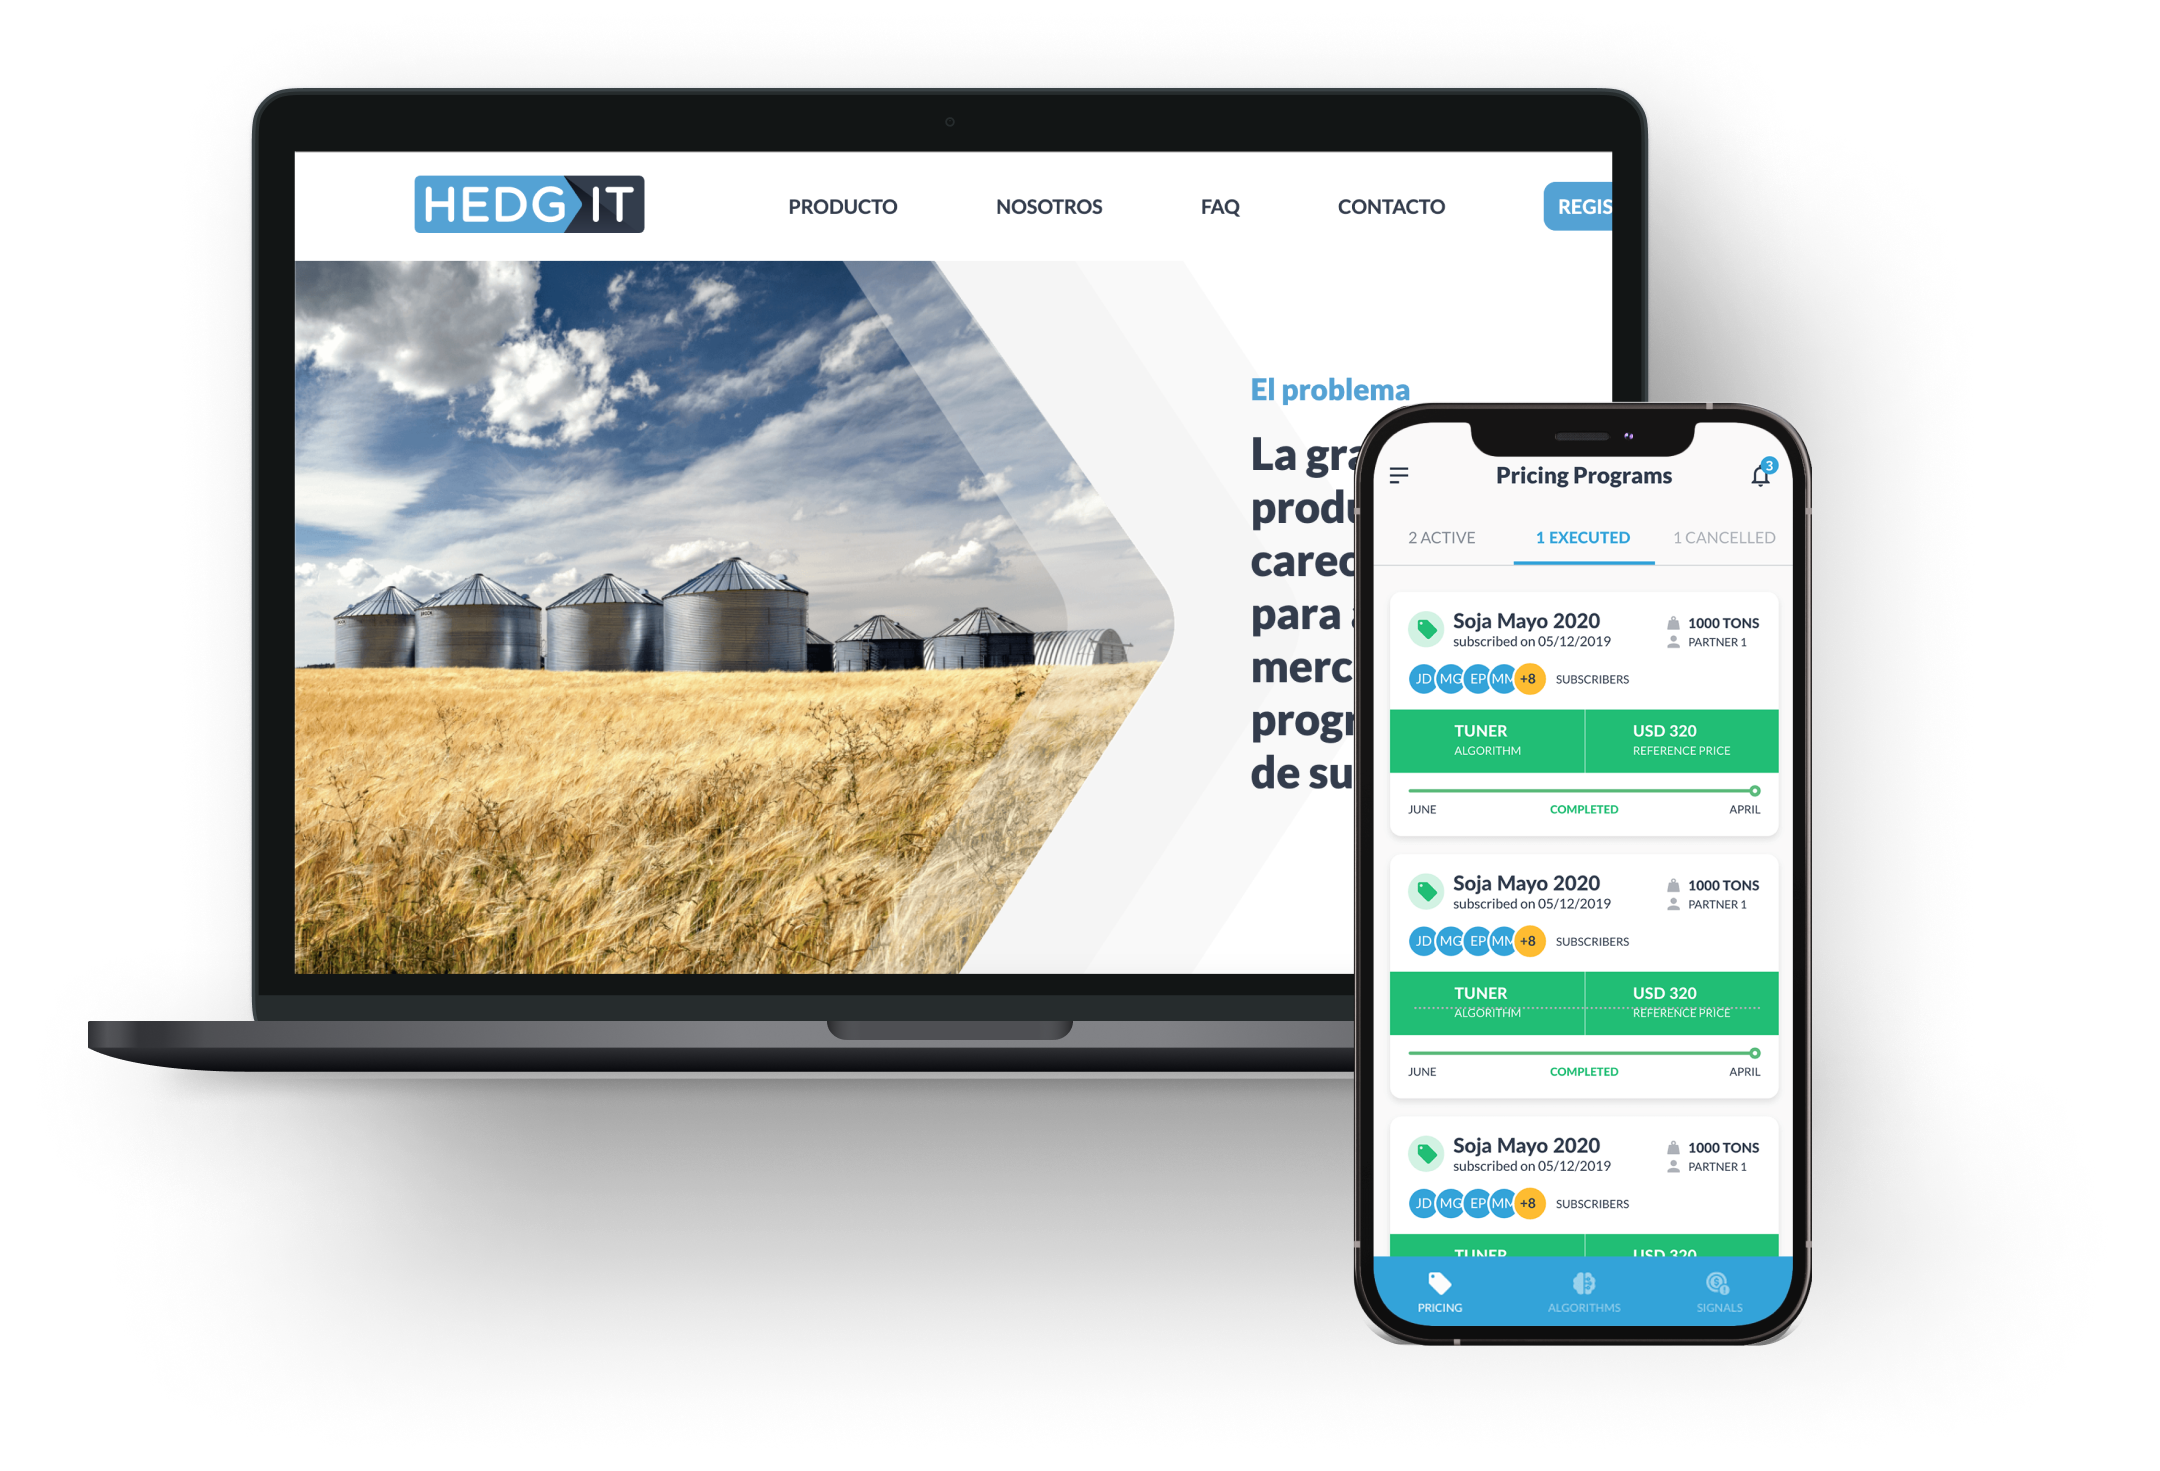 HEDGIT
PRODUCTO
NOSOTROS
FAQ
CONTACTO
REGIS
El problema
La gra
produ
carec
para
merc
progr
de su
Pricing Programs
3
2 ACTIVE
1 EXECUTED
1 CANCELLED
Soja Mayo 2020
1000 TONS
subscribed on 05/12/2019
PARTNER 1
JD MG EP MM +8 SUBSCRIBERS
TUNER
USD 320
ALGORITHM
REFERENCE PRICE
JUNE
COMPLETED
APRIL
Soja Mayo 2020
1000 TONS
subscribed on 05/12/2019
PARTNER 1
JD MG EP MM +8 SUBSCRIBERS
TUNER
USD 320
ALGORITHM
REFERENCE PRICE
JUNE
COMPLETED
APRIL
Soja Mayo 2020
1000 TONS
subscribed on 05/12/2019
PARTNER 1
JD MG EP MM +8 SUBSCRIBERS
TUNER
USD 320
PRICING
ALGORITHMS
SIGNALS